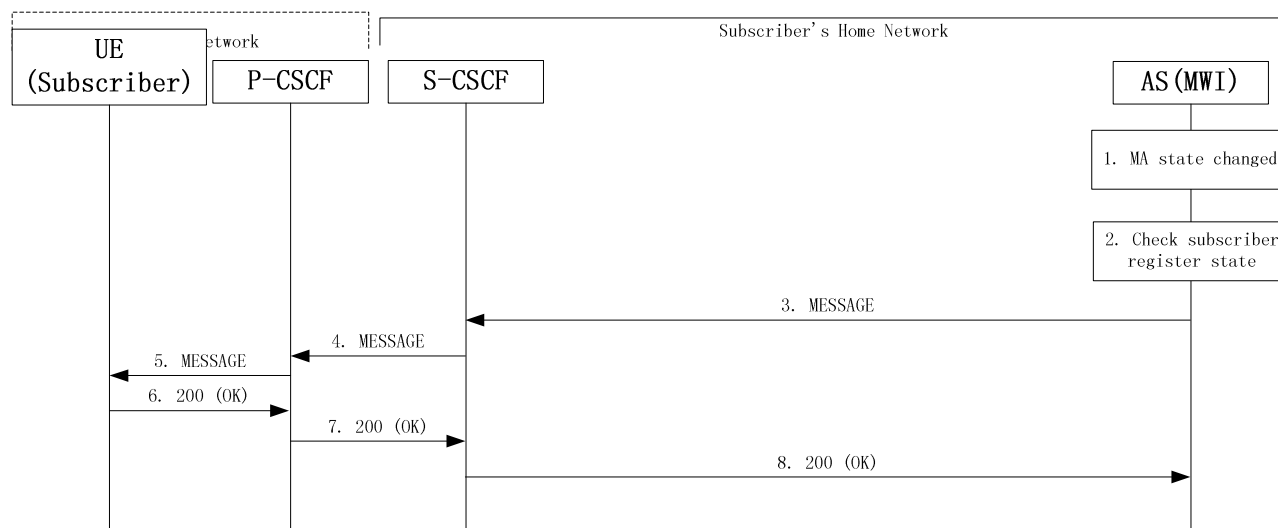 Subscriber's Home Network
UE
(Subscriber)
P-CSCF
S-CSCF
AS(MWI)
1. MA state changed
2. Check subscriber
register state
3. MESSAGE
4. MESSAGE
5. MESSAGE
6. 200 (OK)
7. 200 (OK)
8. 200 (OK)